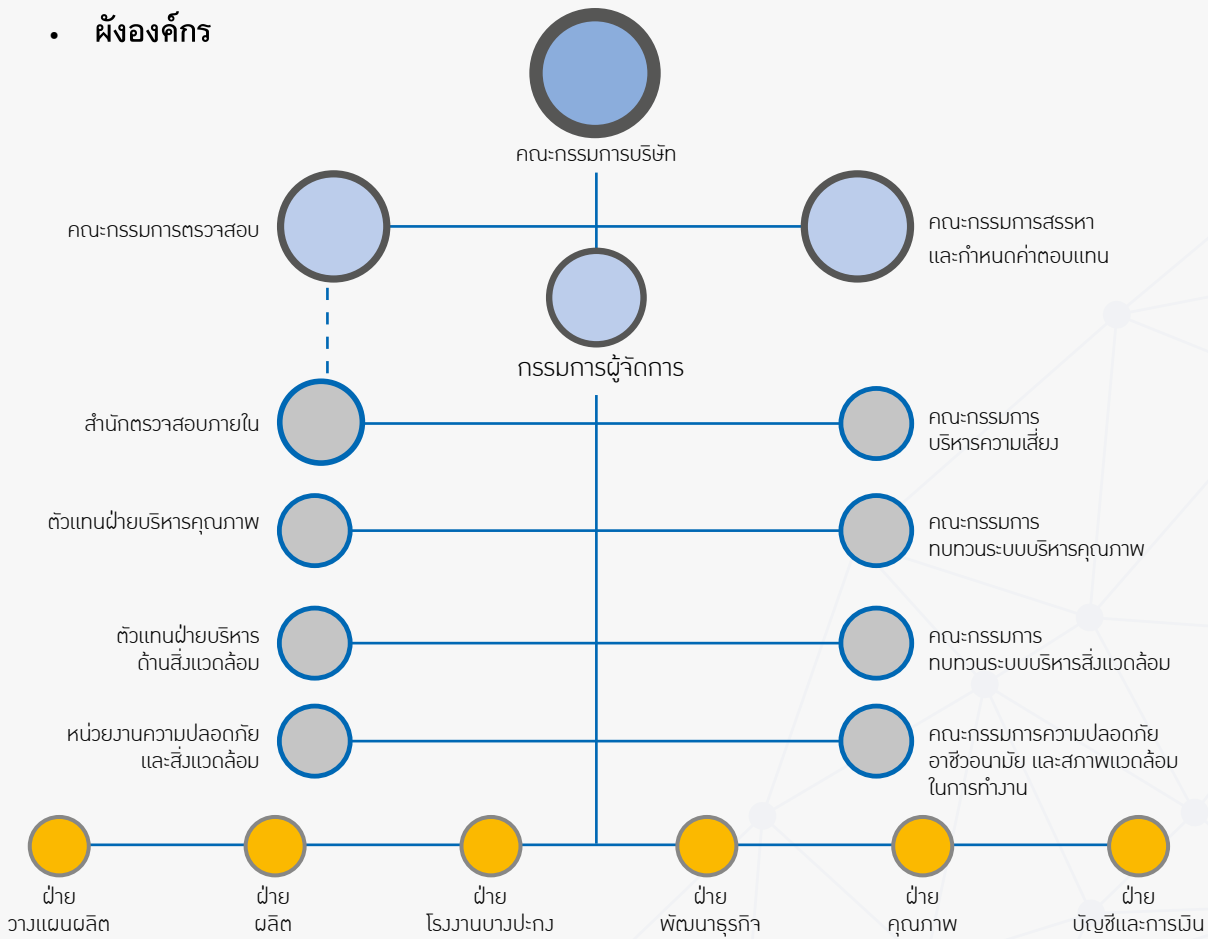 • ผังองค์กร
คณะกรรมการบริษัท
คณะกรรมการตรวจสอบ
คณะกรรมการสรรหา
และกำหนดค่าตอบแทน
กรรมการผู้จัดการ
สำนักตรวจสอบภายใน
คณะกรรมการ
บริหารความเสี่ยง
ตัวแทนฝ่ายบริหารคุณภาพ
คณะกรรมการ
ทบทวนระบบบริหารคุณภาพ
ตัวแทนฝ่ายบริหาร
ด้านสิ่งแวดล้อม
คณะกรรมการ
ทบทวนระบบบริหารสิ่งแวดล้อม
หน่วยงานความปลอดภัย
และสิ่งแวดล้อม
คณะกรรมการความปลอดภัย
อาชีวอนามัย และสภาพแวดล้อม
ในการทำงาน
ฝ่าย
วางแผนผลิต
ฝ่าย
ผลิต
ฝ่าย
โรงงานบางปะกง
ฝ่าย
พัฒนาธุรกิจ
ฝ่าย
คุณภาพ
ฝ่าย
บัญชีและการเงิน